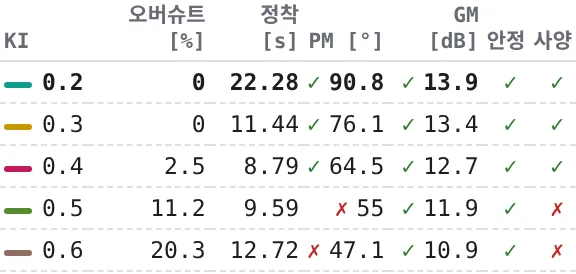 오버슈트 정착 GM
KI [%] [s] PM [°] [dB] 안정 사양
0.2 0 22.28 ✓ 90.8 ✓ 13.9 ✓ ✓
0.3 0 11.44 ✓ 76.1 ✓ 13.4 ✓ ✓
0.4 2.5 8.79 ✓ 64.5 ✓ 12.7 ✓ ✓
0.5 11.2 9.59 ✗ 55 ✓ 11.9 ✓ ✗
0.6 20.3 12.72 ✗ 47.1 ✓ 10.9 ✓ ✗